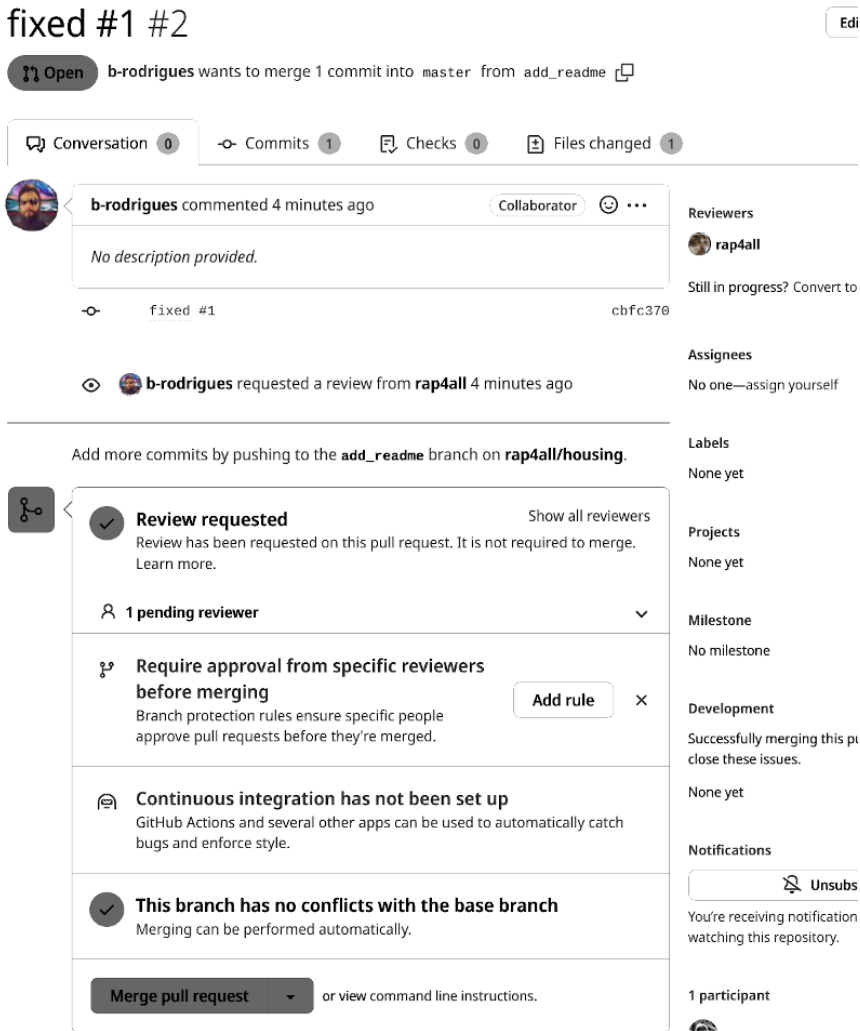 fixed #1 #2
Edi
Open b-rodrigues wants to merge 1 commit into master from add_readme
Conversation 0 Commits 1 Checks 0 Files changed 1
b-rodrigues commented 4 minutes ago Collaborator ...
No description provided.
fixed #1 cbfc370
b-rodrigues requested a review from rap4all 4 minutes ago
Add more commits by pushing to the add_readme branch on rap4all/housing.
Review requested Show all reviewers
Review has been requested on this pull request. It is not required to merge.
Learn more.
1 pending reviewer
Require approval from specific reviewers
before merging
Add rule
Branch protection rules ensure specific people
approve pull requests before they're merged.
Continuous integration has not been set up
GitHub Actions and several other apps can be used to automatically catch
bugs and enforce style.
This branch has no conflicts with the base branch
Merging can be performed automatically.
Merge pull request or view command line instructions.
Reviewers
rap4all
Still in progress? Convert to
Assignees
No one—assign yourself
Labels
None yet
Projects
None yet
Milestone
No milestone
Development
Successfully merging this pu
close these issues.
None yet
Notifications
Unsubs
You're receiving notification
watching this repository.
1 participant